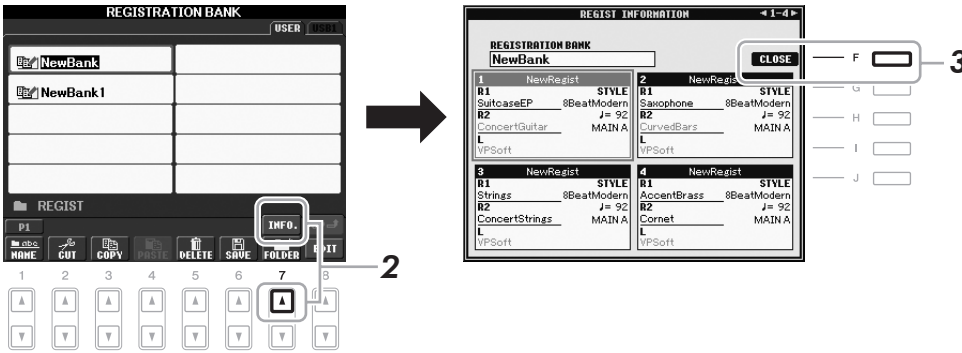 REGISTRATION BANK
USER USB1
NewBank
NewBank1
REGIST
P1 INFO.
NAME CUT COPY PASTE DELETE SAVE FOLDER EDIT
1 2 3 4 5 6 7 8
2
REGIST INFORMATION 1-4
REGISTRATION BANK
NewBank
CLOSE
F
3
G
H
I
J
1 NewRegist
R1 STYLE
SuitcaseEP 8BeatModern
R2 ♩= 92
ConcertGuitar MAIN A
L
VPSoft
2 NewRegist
R1 STYLE
Saxophone 8BeatModern
R2 ♩= 92
CurvedBars MAIN A
L
VPSoft
3 NewRegist
R1 STYLE
Strings 8BeatModern
R2 ♩= 92
ConcertStrings MAIN A
L
VPSoft
4 NewRegist
R1 STYLE
AccentBrass 8BeatModern
R2 ♩= 92
Cornet MAIN A
L
VPSoft